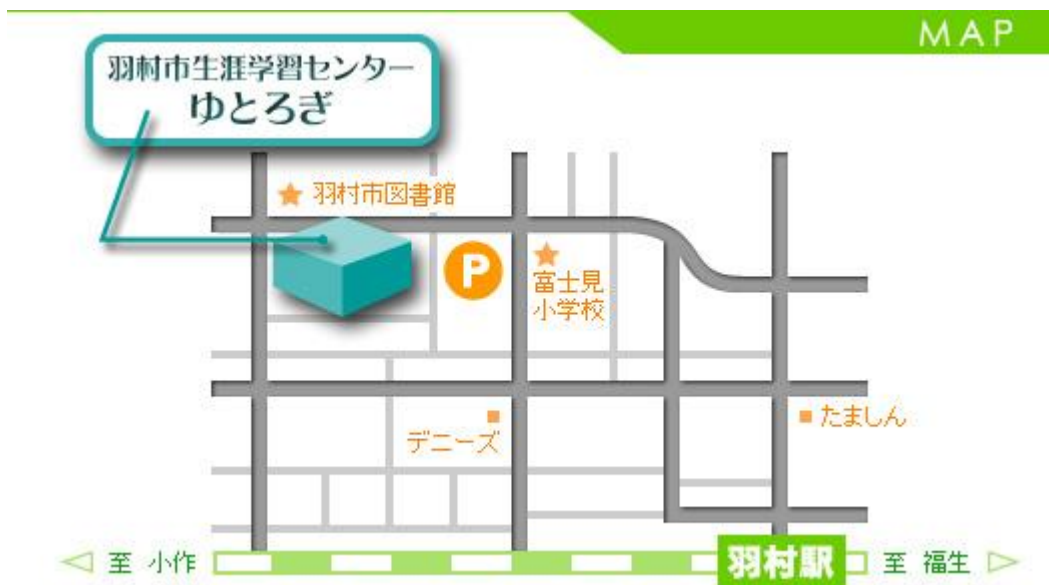 MAP
羽村市生涯学習センター
ゆとろぎ
羽村市図書館
P
富士見
小学校
デニーズ
たましん
至 小作
羽村駅
至 福生